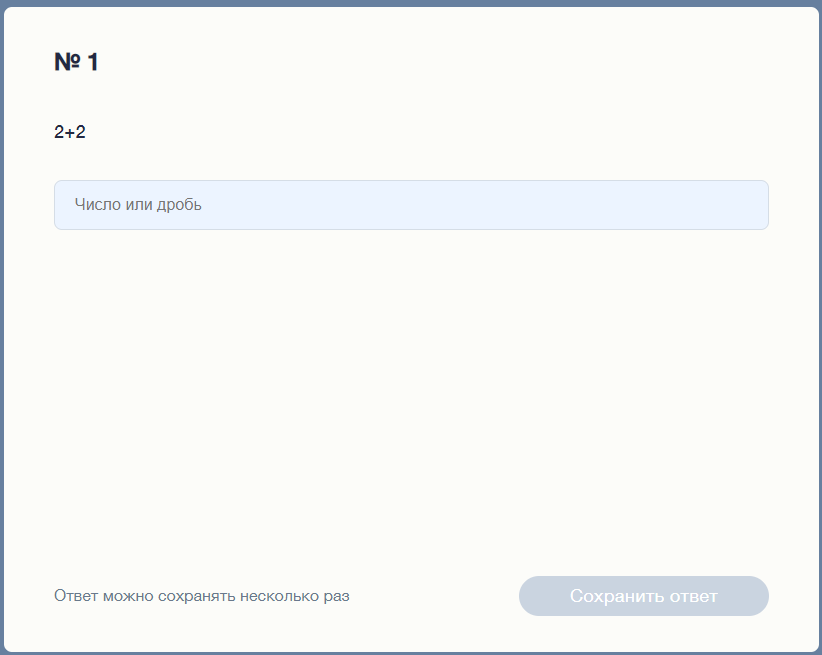 № 1
2+2
Число или дробь
Ответ можно сохранять несколько раз
Сохранить ответ